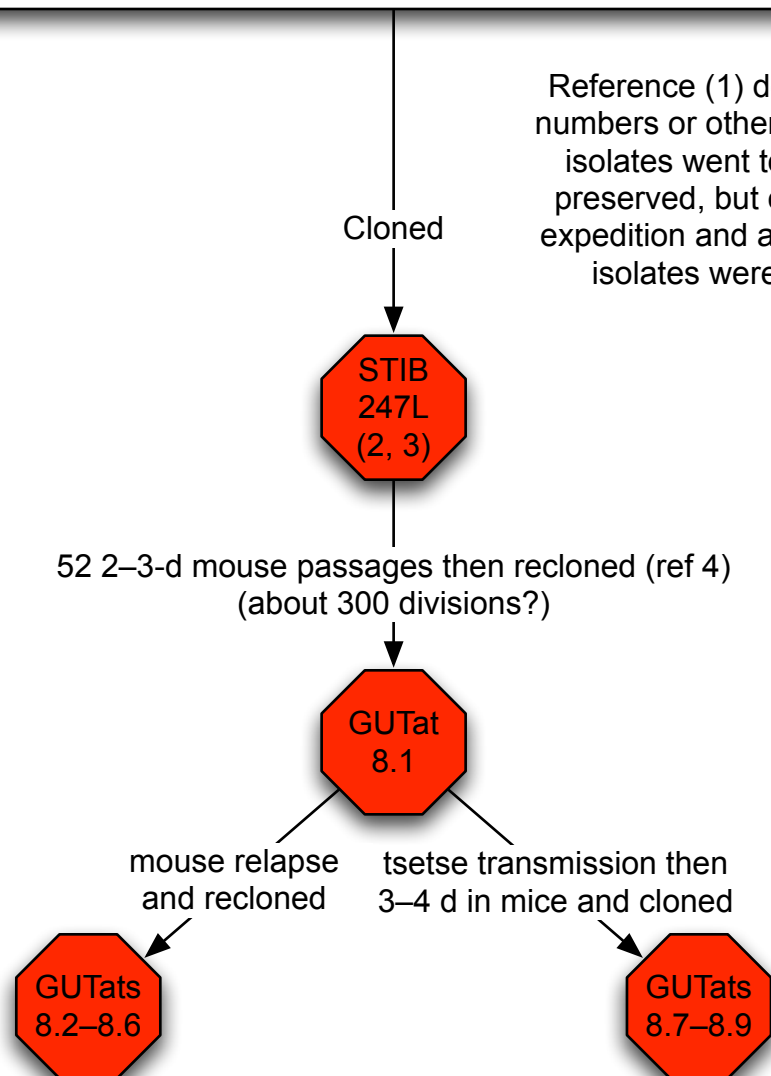 Reference (1) d
numbers or other
isolates went t
preserved, but
expedition and a
isolates were
Cloned
STIB
247L
(2, 3)
52 2–3-d mouse passages then recloned (ref 4)
(about 300 divisions?)
GUTat
8.1
mouse relapse
and recloned
tsetse transmission then
3–4 d in mice and cloned
GUTats
8.2–8.6
GUTats
8.7–8.9